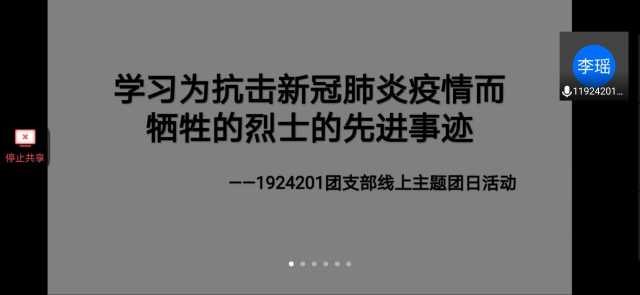 学习为抗击新冠肺炎疫情而
牺牲的烈士的先进事迹
——1924201团支部线上主题团日活动
李瑶
11924201...
停止共享